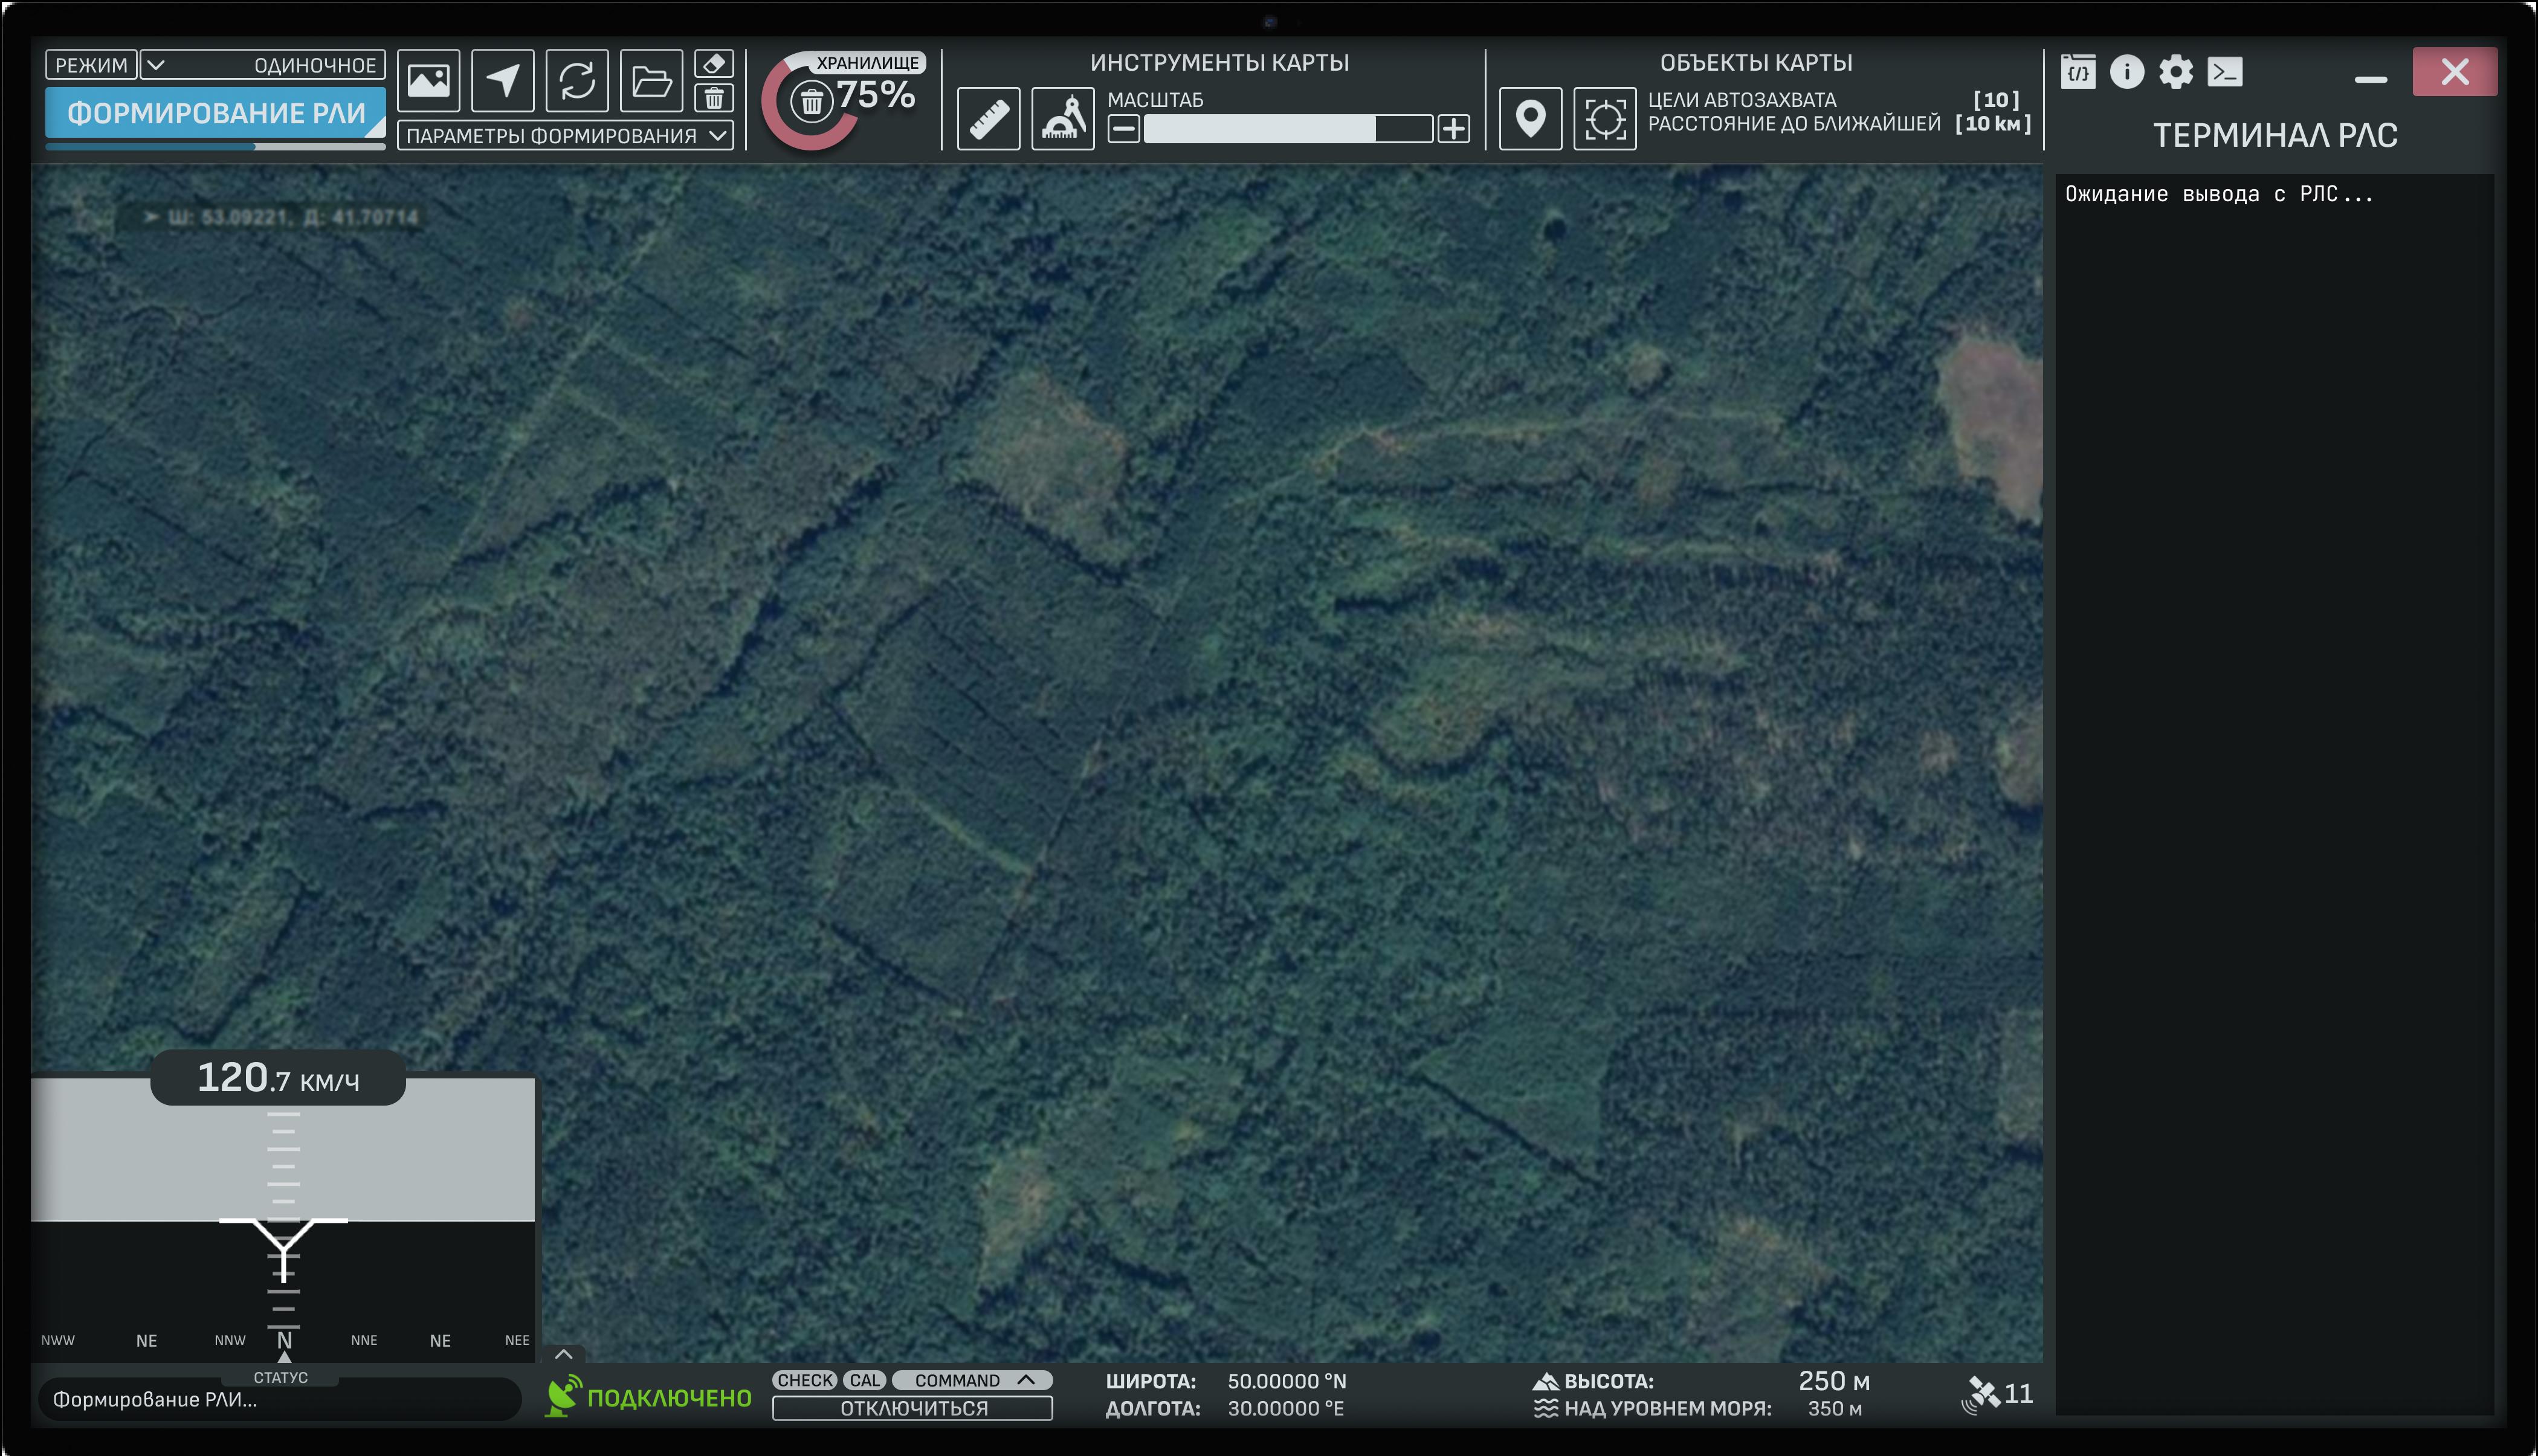 РЕЖИМ
ОДИНОЧНОЕ
ФОРМИРОВАНИЕ РЛИ
ПАРАМЕТРЫ ФОРМИРОВАНИЯ
ХРАНИЛИЩЕ
75%
ИНСТРУМЕНТЫ КАРТЫ
МАСШТАБ
ОБЪЕКТЫ КАРТЫ
ЦЕЛИ АВТОЗАХВАТА [10]
РАССТОЯНИЕ ДО БЛИЖАЙШЕЙ [10 км]
ТЕРМИНАЛ РЛС
Ожидание вывода с РЛС...
Ш: 53.09221, Д: 41.70714
120.7 КМ/Ч
NWW NE NNW N NNE NE NEE
СТАТУС
Формирование РЛИ...
ПОДКЛЮЧЕНО
CHECK CAL COMMAND
ОТКЛЮЧИТЬСЯ
ШИРОТА: 50.00000 °N
ДОЛГОТА: 30.00000 °E
ВЫСОТА: 250 м
НАД УРОВНЕМ МОРЯ: 350 м
11